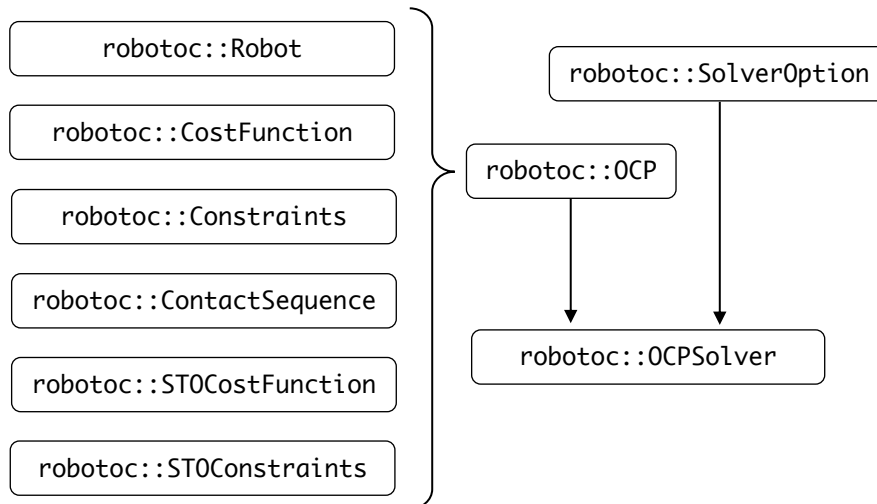 robotoc::Robot
robotoc::CostFunction
robotoc::Constraints
robotoc::ContactSequence
robotoc::STOCostFunction
robotoc::STOConstraints
robotoc::SolverOption
robotoc::OCP
robotoc::OCPSolver